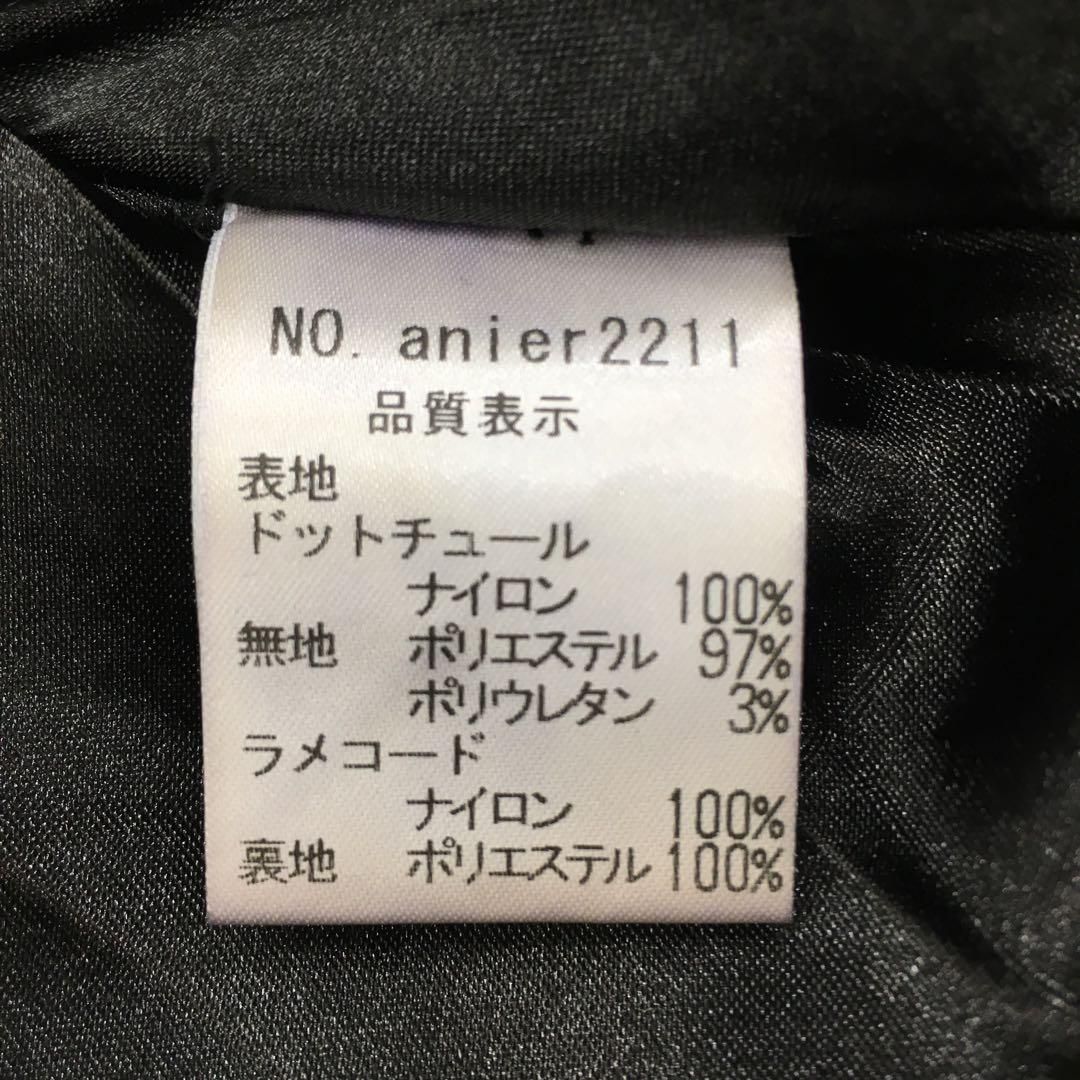 NO. anier2211
品質表示
表地
ドットチュール
ナイロン 100%
無地 ポリエステル 97%
ポリウレタン 3%
ラメコード
ナイロン 100%
裏地 ポリエステル 100%